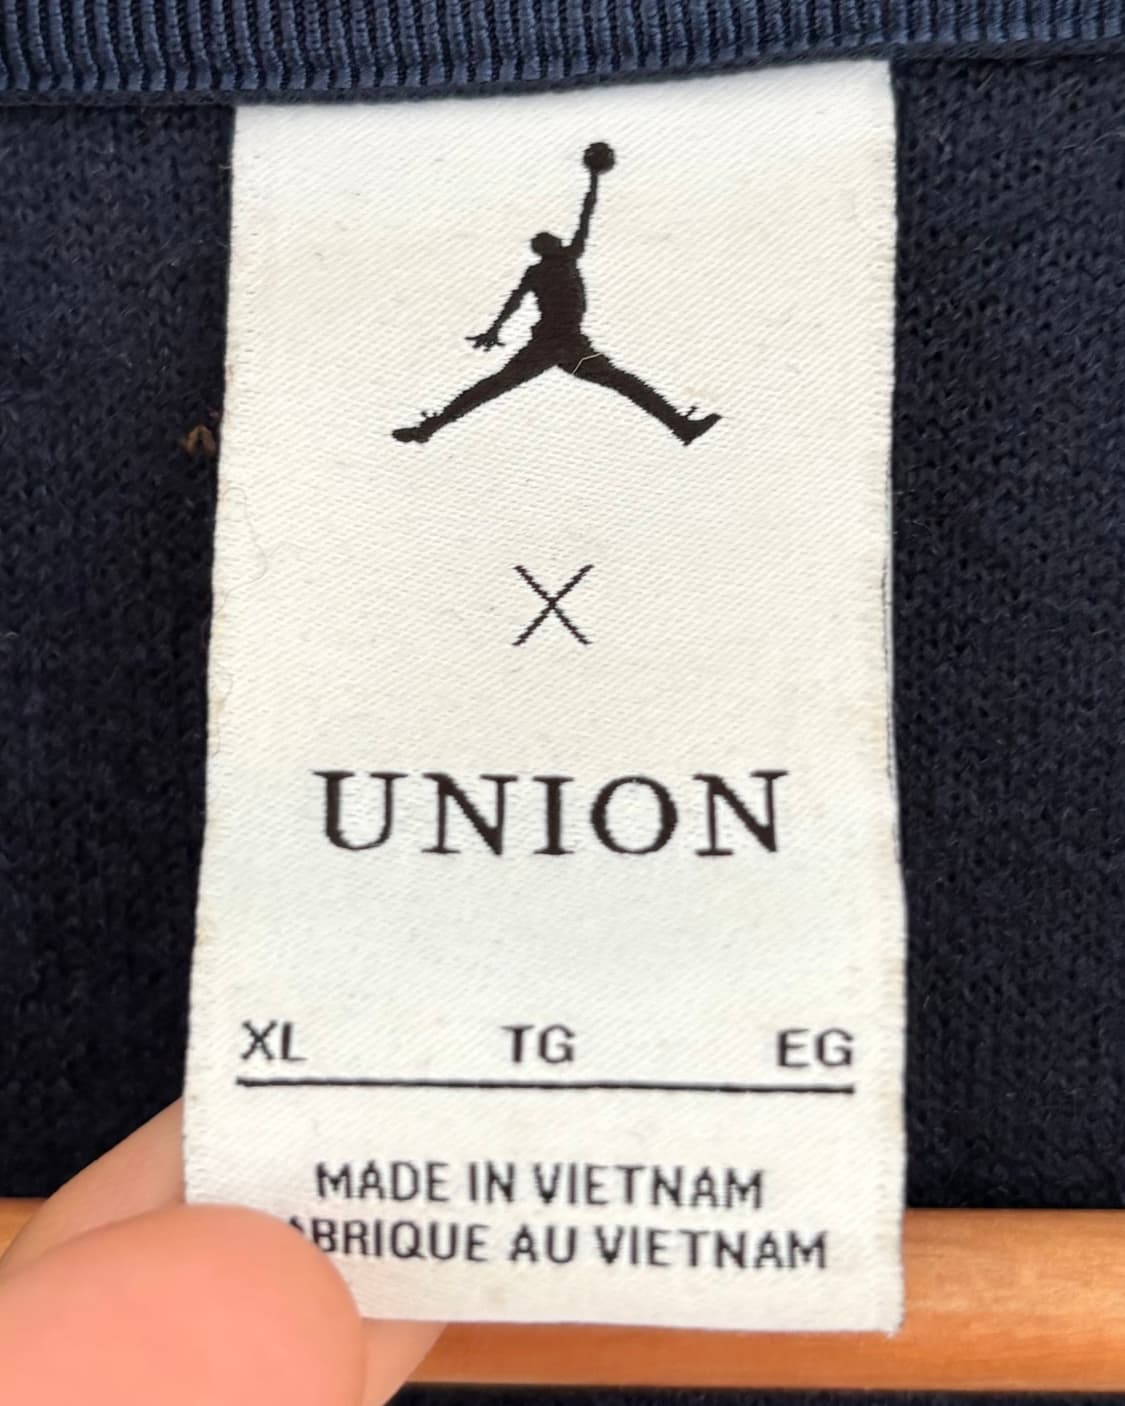 X
UNION
XL TG EG
MADE IN VIETNAM
ABRIQUE AU VIETNAM